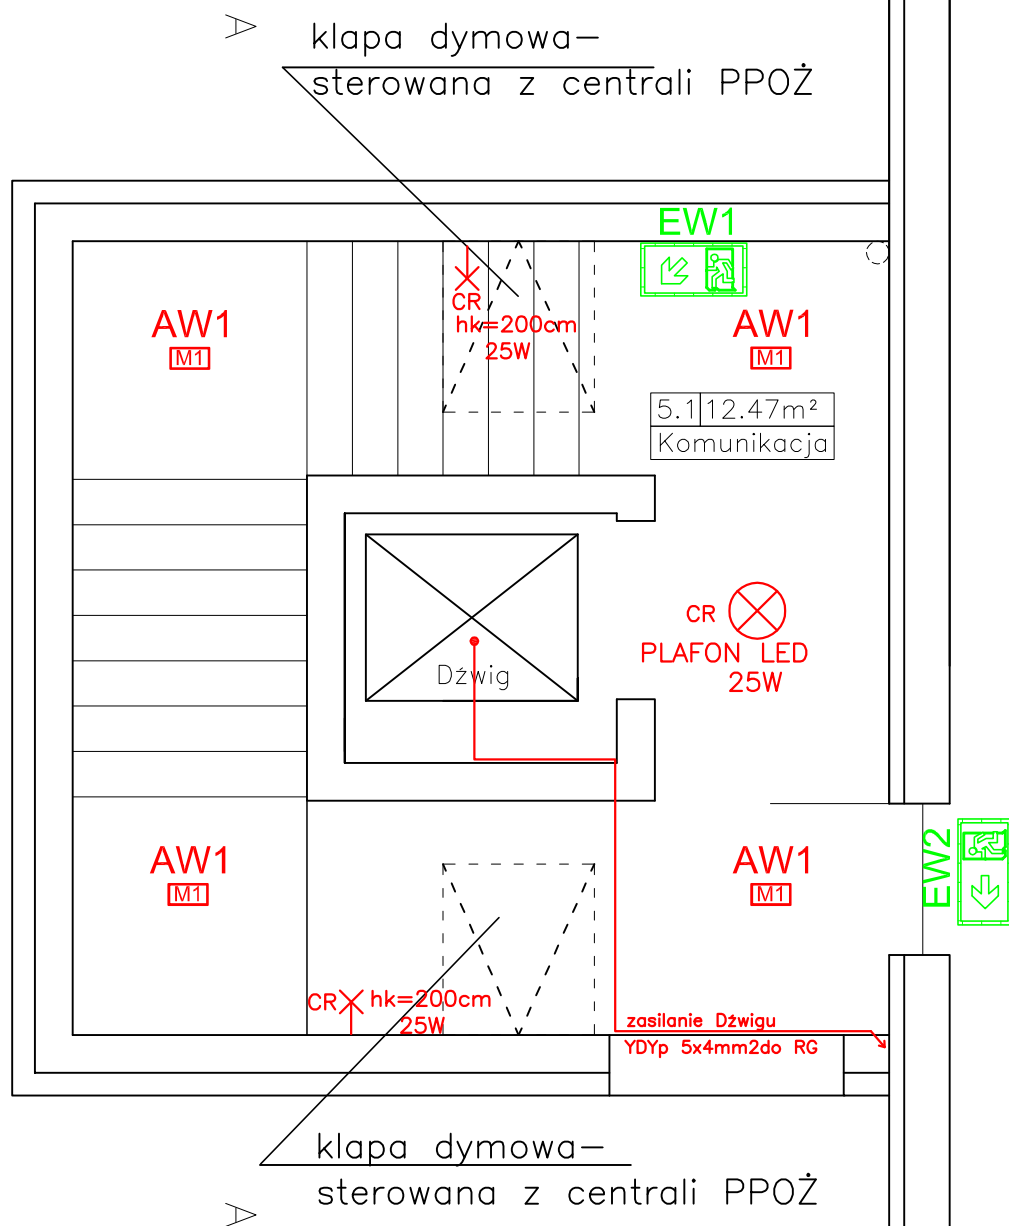 A
klapa dymowa–
sterowana z centrali PPOŻ
EW1
CR
hk=200cm
25W
AW1
M1
AW1
M1
5.1 12.47m²
Komunikacja
CR
PLAFON LED
25W
Dźwig
AW1
M1
AW1
M1
EW2
CR hk=200cm
25W
zasilanie Dźwigu
YDYp 5x4mm2do RG
klapa dymowa–
sterowana z centrali PPOŻ
A